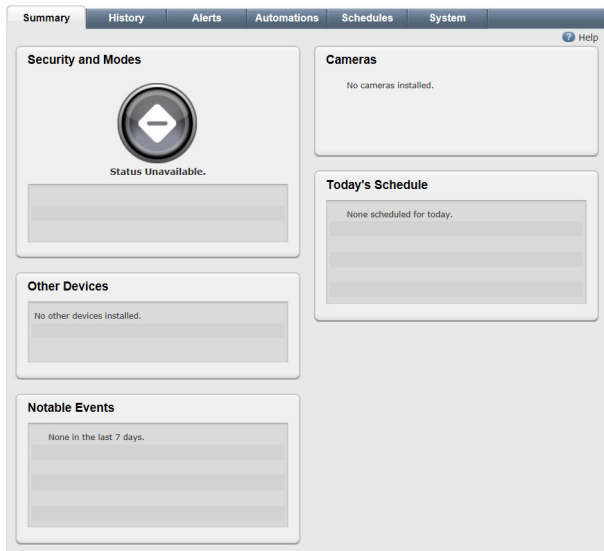 Summary History Alerts Automations Schedules System
? Help
Security and Modes
Status Unavailable.
Other Devices
No other devices installed.
Notable Events
None in the last 7 days.
Cameras
No cameras installed.
Today's Schedule
None scheduled for today.